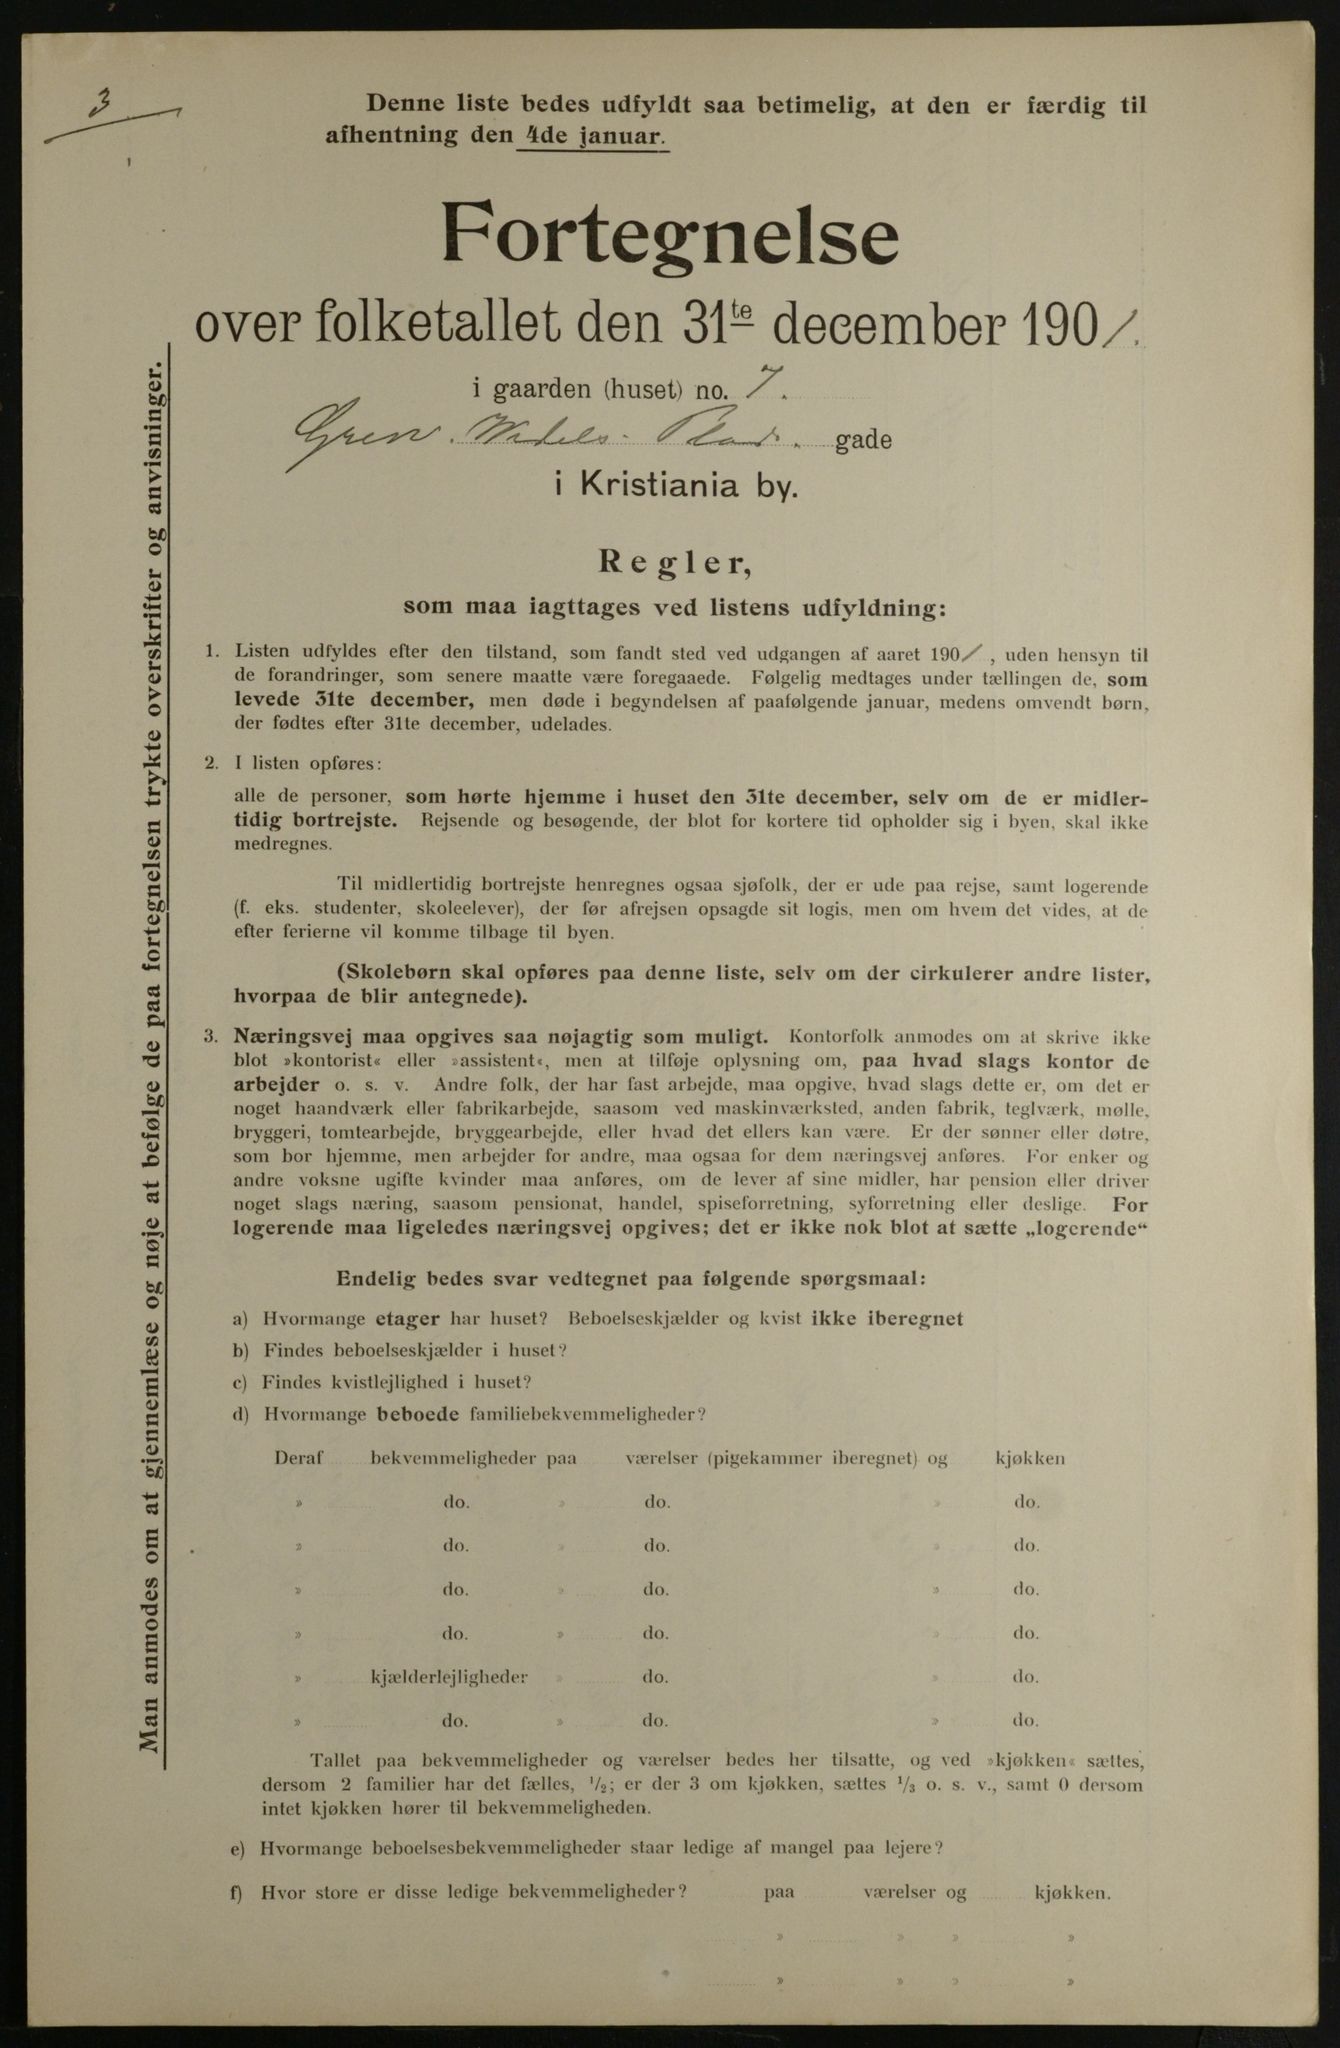 3
Denne liste bedes udfyldt saa betimelig, at den er færdig til
afhentning den 4de januar.
Fortegnelse
over folketallet den 31te december 1901.
i gaarden (huset) no. 7.
Grev. Wedels. Plads. gade
i Kristiania by.
Regler,
som maa iagttages ved listens udfyldning:
1. Listen udfyldes efter den tilstand, som fandt sted ved udgangen af aaret 1901, uden hensyn til
de forandringer, som senere maatte være foregaaede. Følgelig medtages under tællingen de, som
levede 31te december, men døde i begyndelsen af paafølgende januar, medens omvendt børn,
der fødtes efter 31te december, udelades.
2. I listen opføres:
alle de personer, som hørte hjemme i huset den 31te december, selv om de er midler-
tidig bortrejste. Rejsende og besøgende, der blot for kortere tid opholder sig i byen, skal ikke
medregnes.
Til midlertidig bortrejste henregnes ogsaa sjøfolk, der er ude paa rejse, samt logerende
(f. eks. studenter, skoleelever), der før afrejsen opsagde sit logis, men om hvem det vides, at de
efter ferierne vil komme tilbage til byen.
(Skolebørn skal opføres paa denne liste, selv om der cirkulerer andre lister,
hvorpaa de blir antegnede).
3. Næringsvej maa opgives saa nøjagtig som muligt. Kontorfolk anmodes om at skrive ikke
blot »kontorist« eller »assistent«, men at tilføje oplysning om, paa hvad slags kontor de
arbejder o. s. v. Andre folk, der har fast arbejde, maa opgive, hvad slags dette er, om det er
noget haandværk eller fabrikarbejde, saasom ved maskinværksted, anden fabrik, teglværk, mølle,
bryggeri, tomtearbejde, bryggearbejde, eller hvad det ellers kan være. Er der sønner eller døtre,
som bor hjemme, men arbejder for andre, maa ogsaa for dem næringsvej anføres. For enker og
andre voksne ugifte kvinder maa anføres, om de lever af sine midler, har pension eller driver
noget slags næring, saasom pensionat, handel, spiseforretning, syforretning eller deslige. For
logerende maa ligeledes næringsvej opgives; det er ikke nok blot at sætte „logerende“
Endelig bedes svar vedtegnet paa følgende spørgsmaal:
a) Hvormange etager har huset? Beboelseskjælder og kvist ikke iberegnet
b) Findes beboelseskjælder i huset?
c) Findes kvistlejlighed i huset?
d) Hvormange beboede familiebekvemmeligheder?
Deraf bekvemmeligheder paa værelser (pigekammer iberegnet) og kjøkken
» do. » do. » do.
» do. » do. » do.
» do. » do. » do.
» do. » do. » do.
» kjælderlejligheder » do. » do.
» do. » do. » do.
Tallet paa bekvemmeligheder og værelser bedes her tilsatte, og ved »kjøkken« sættes,
dersom 2 familier har det fælles, 1/2; er der 3 om kjøkken, sættes 1/3 o. s. v., samt 0 dersom
intet kjøkken hører til bekvemmeligheden.
e) Hvormange beboelsesbekvemmeligheder staar ledige af mangel paa lejere?
f) Hvor store er disse ledige bekvemmeligheder? paa værelser og kjøkken.
» » » »
» » » »
Man anmodes om at gjennemlæse og nøje at befølge de paa fortegnelsen trykte overskrifter og anvisninger.